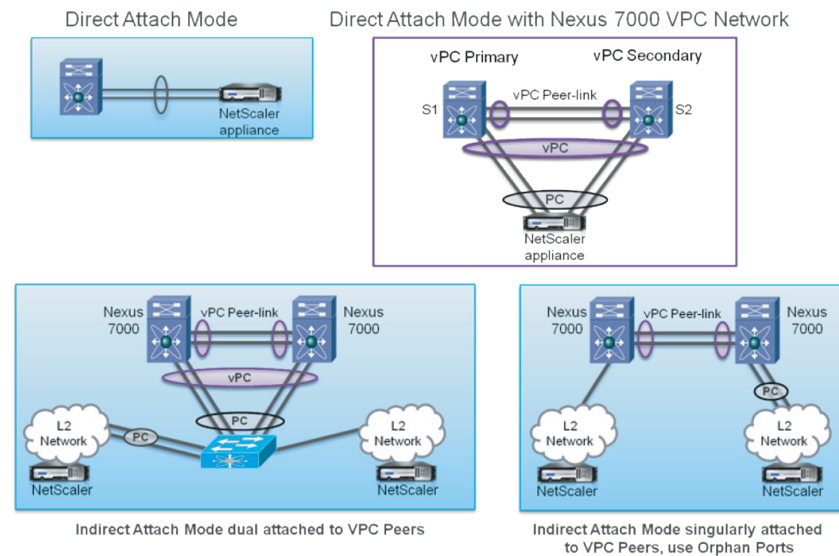 Direct Attach Mode
Direct Attach Mode with Nexus 7000 VPC Network
NetScaler
appliance
vPC Primary
vPC Secondary
vPC Peer-link
S1
S2
vPC
PC
NetScaler
appliance
Nexus
7000
vPC Peer-link
Nexus
7000
vPC
PC
L2
Network
PC
L2
Network
NetScaler
NetScaler
Indirect Attach Mode dual attached to VPC Peers
Nexus
7000
vPC Peer-link
Nexus
7000
PC
L2
Network
L2
Network
NetScaler
NetScaler
Indirect Attach Mode singularly attached
to VPC Peers, use Orphan Ports